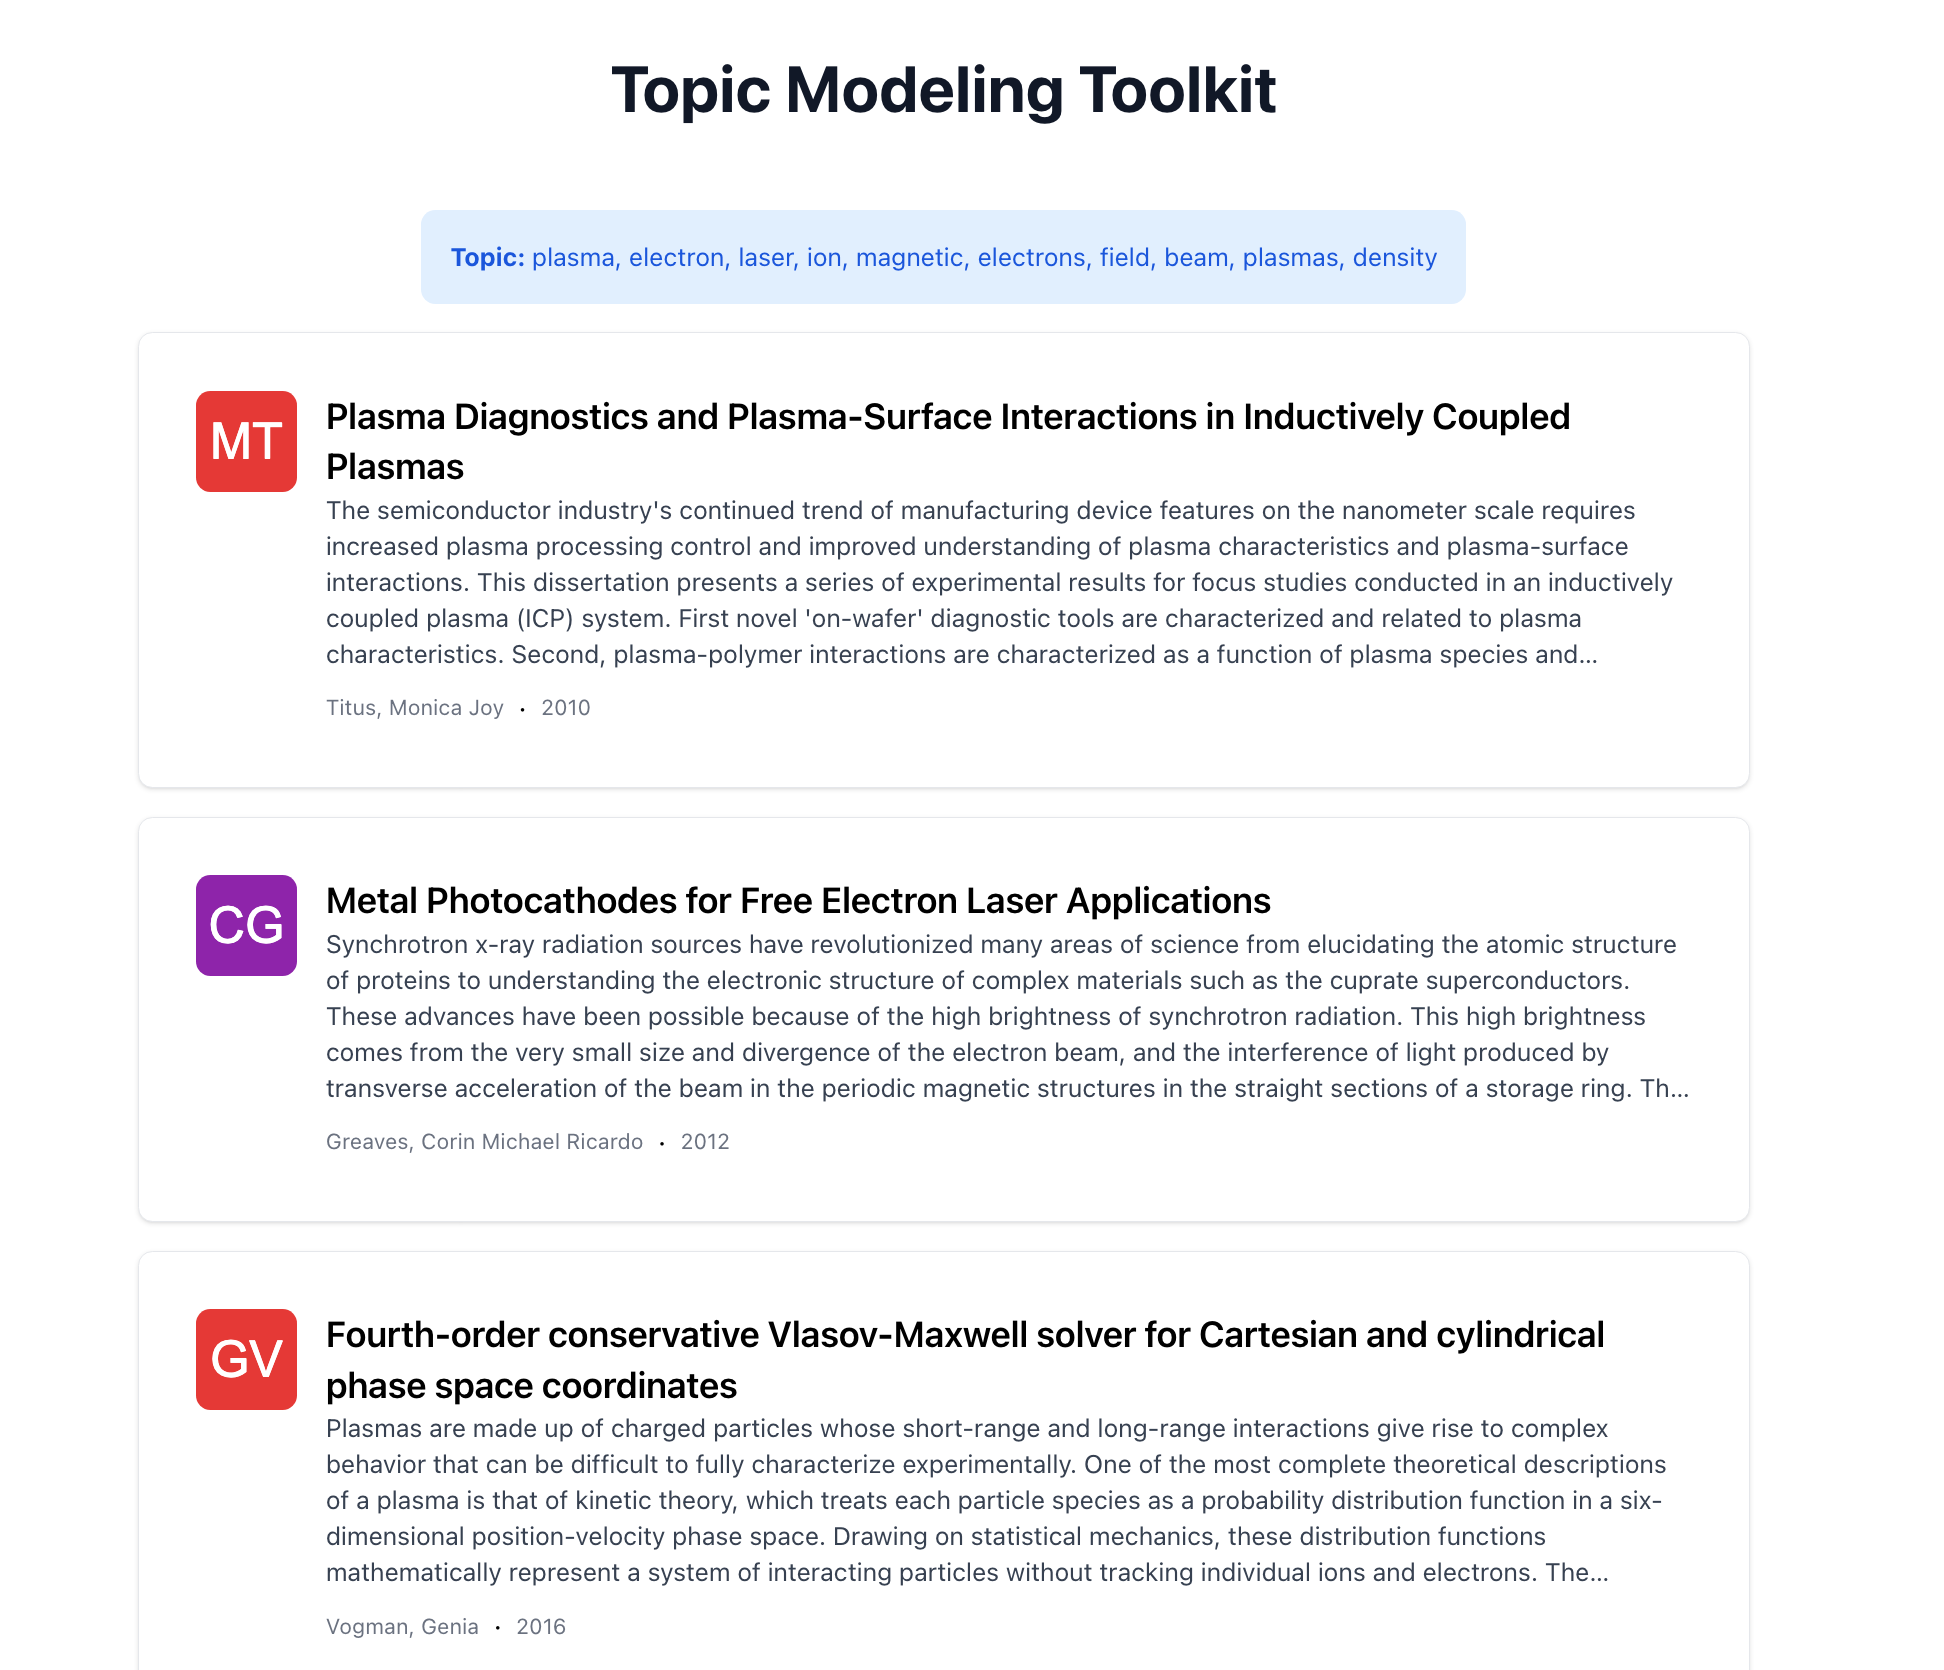 Topic Modeling Toolkit
Topic: plasma, electron, laser, ion, magnetic, electrons, field, beam, plasmas, density
MT
Plasma Diagnostics and Plasma-Surface Interactions in Inductively Coupled
Plasmas
The semiconductor industry's continued trend of manufacturing device features on the nanometer scale requires
increased plasma processing control and improved understanding of plasma characteristics and plasma-surface
interactions. This dissertation presents a series of experimental results for focus studies conducted in an inductively
coupled plasma (ICP) system. First novel 'on-wafer' diagnostic tools are characterized and related to plasma
characteristics. Second, plasma-polymer interactions are characterized as a function of plasma species and...
Titus, Monica Joy • 2010
CG
Metal Photocathodes for Free Electron Laser Applications
Synchrotron x-ray radiation sources have revolutionized many areas of science from elucidating the atomic structure
of proteins to understanding the electronic structure of complex materials such as the cuprate superconductors.
These advances have been possible because of the high brightness of synchrotron radiation. This high brightness
comes from the very small size and divergence of the electron beam, and the interference of light produced by
transverse acceleration of the beam in the periodic magnetic structures in the straight sections of a storage ring. Th...
Greaves, Corin Michael Ricardo • 2012
GV
Fourth-order conservative Vlasov-Maxwell solver for Cartesian and cylindrical
phase space coordinates
Plasmas are made up of charged particles whose short-range and long-range interactions give rise to complex
behavior that can be difficult to fully characterize experimentally. One of the most complete theoretical descriptions
of a plasma is that of kinetic theory, which treats each particle species as a probability distribution function in a six-
dimensional position-velocity phase space. Drawing on statistical mechanics, these distribution functions
mathematically represent a system of interacting particles without tracking individual ions and electrons. The...
Vogman, Genia • 2016